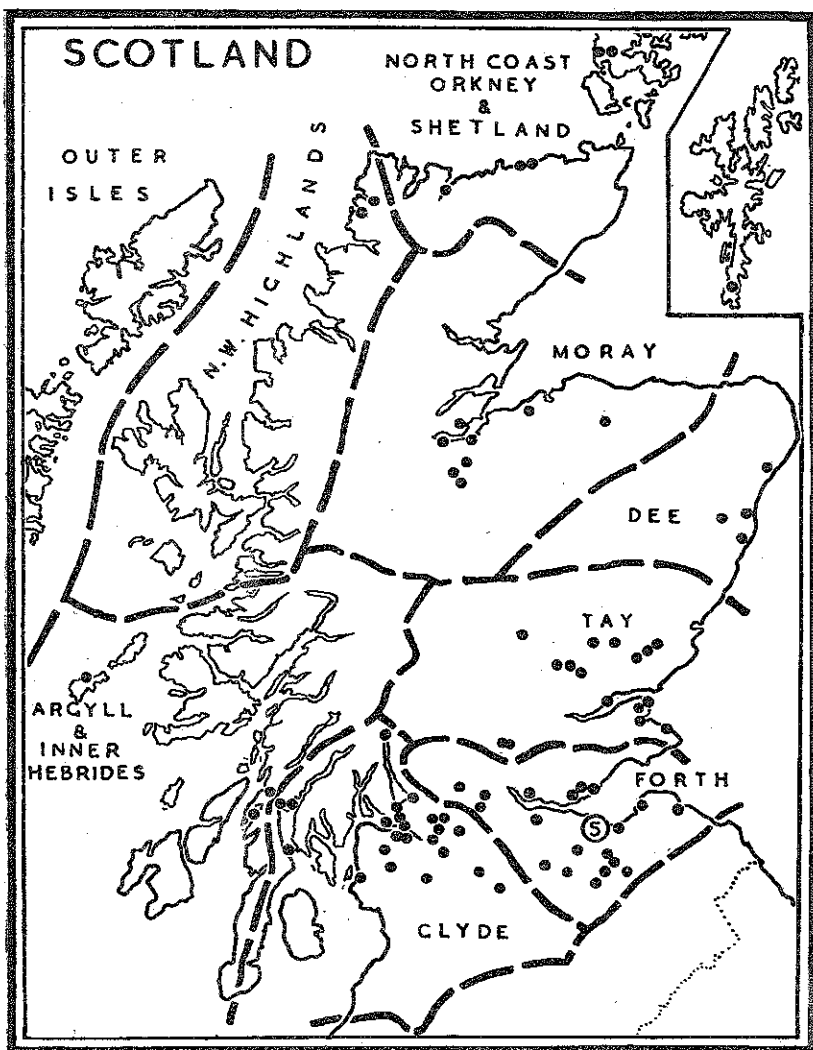 SCOTLAND
NORTH COAST
ORKNEY
&
SHETLAND
OUTER
ISLES
N.W. HIGHLANDS
MORAY
DEE
TAY
ARGYLL
&
INNER
HEBRIDES
FORTH
S
CLYDE